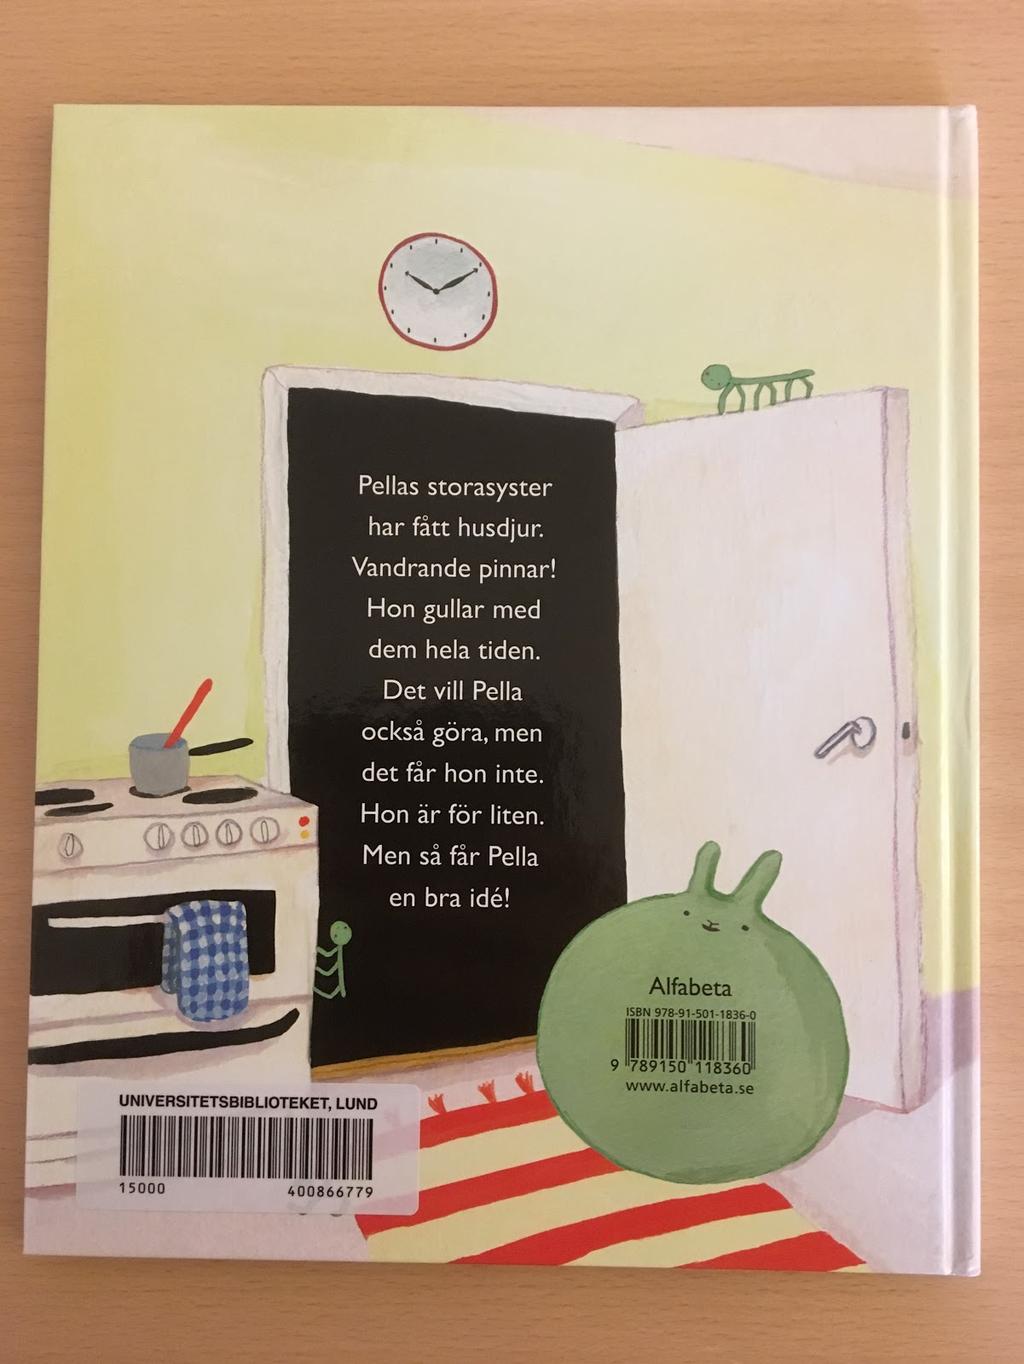 Pellas storasyster
har fått husdjur.
Vandrande pinnar!
Hon gullar med
dem hela tiden.
Det vill Pella
också göra, men
det får hon inte.
Hon är för liten.
Men så får Pella
en bra idé!
Alfabeta
ISBN 978-91-501-1836-0
9 789150 118360
www.alfabeta.se
UNIVERSITETSBIBLIOTEKET, LUND
15000 400866779